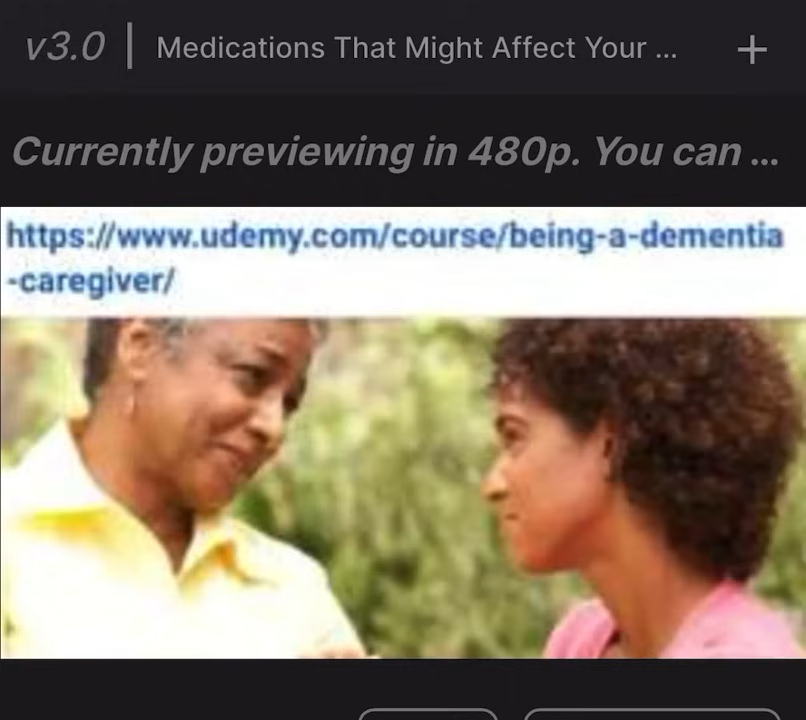 v3.0 | Medications That Might Affect Your ...
Currently previewing in 480p. You can ...
https://www.udemy.com/course/being-a-dementia
-caregiver/